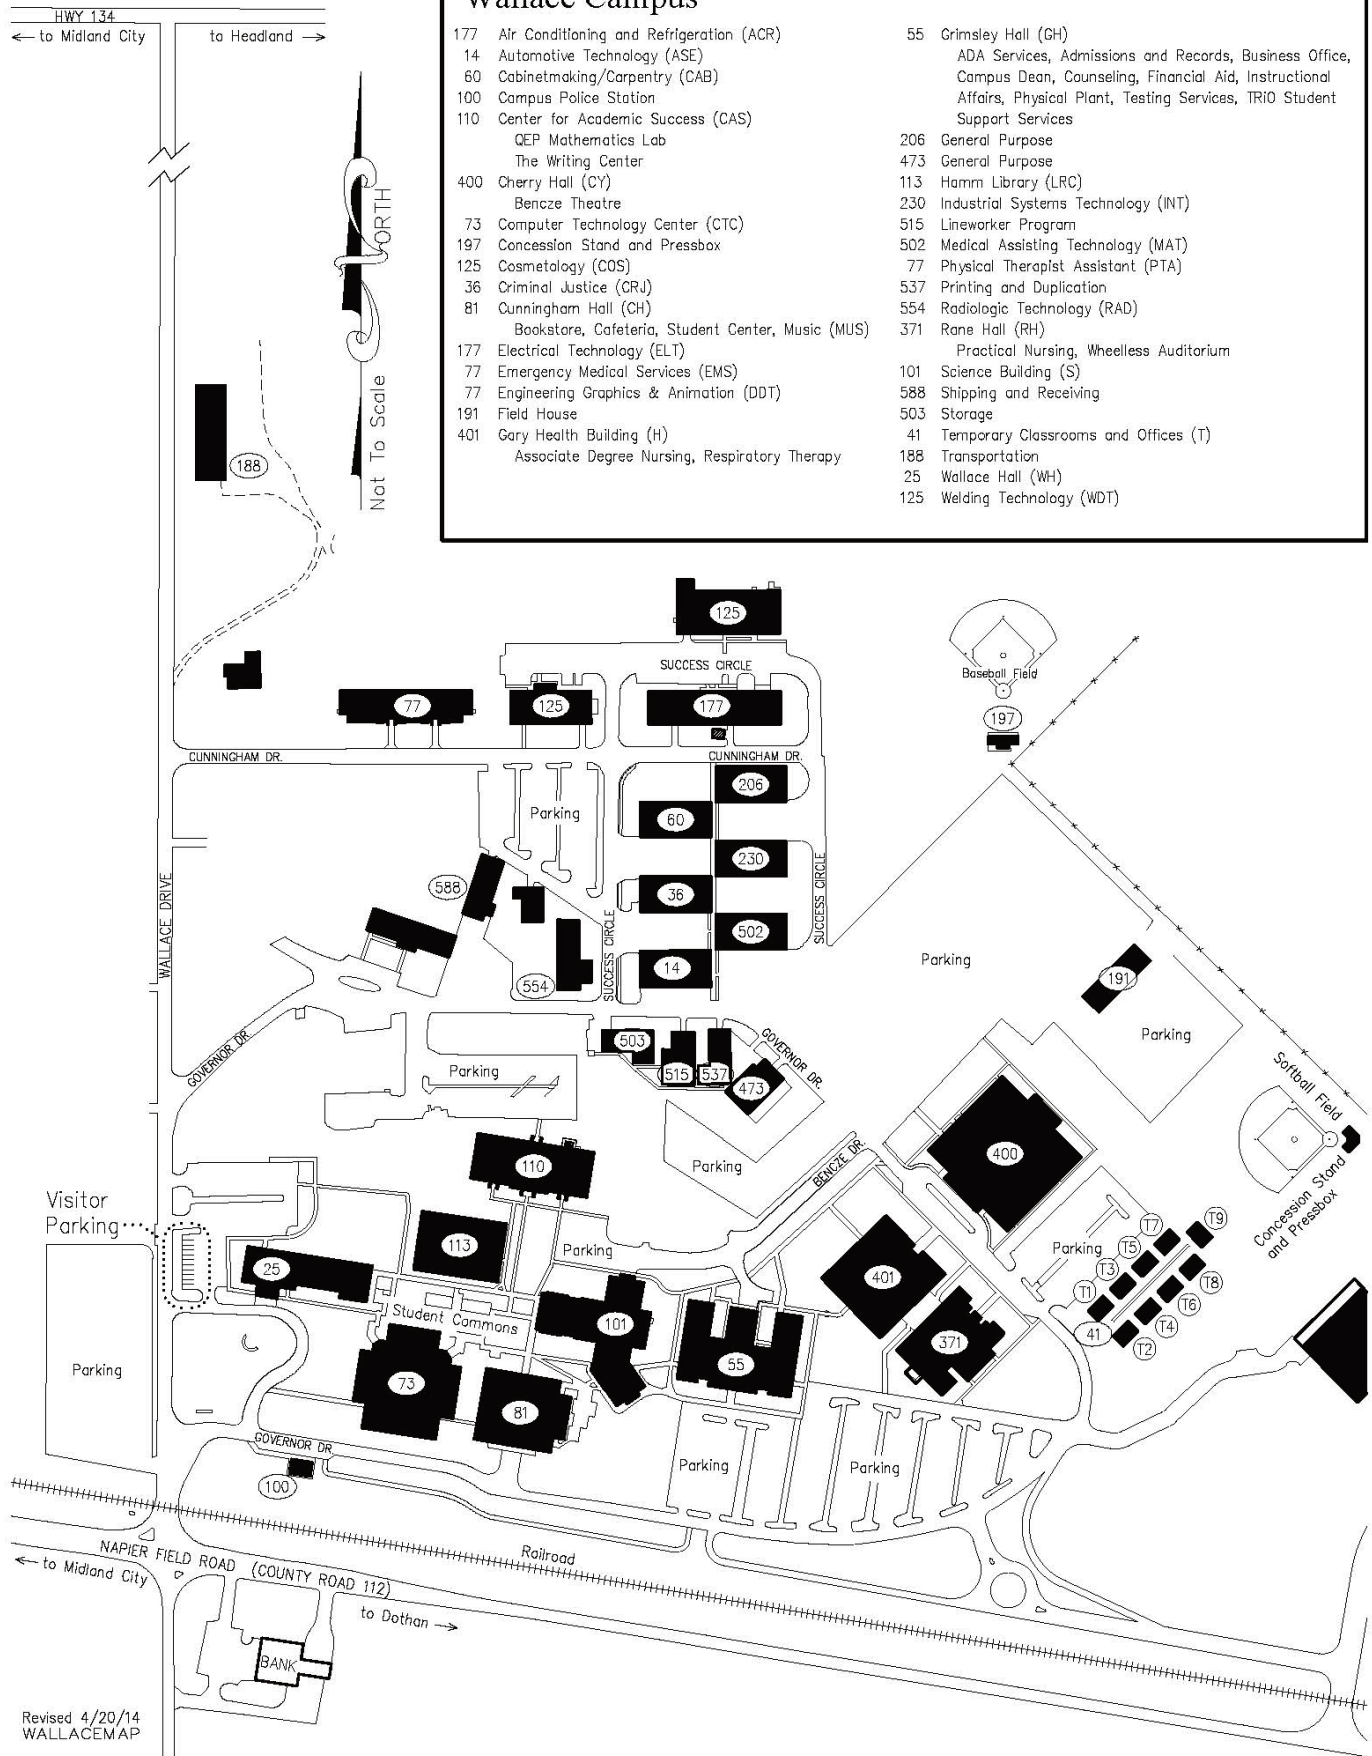 HWY 134
← to Midland City
to Headland →
Wallace Campus
177 Air Conditioning and Refrigeration (ACR)
14 Automotive Technology (ASE)
60 Cabinetmaking/Carpentry (CAB)
100 Campus Police Station
110 Center for Academic Success (CAS)
QEP Mathematics Lab
The Writing Center
400 Cherry Hall (CY)
Bencze Theatre
73 Computer Technology Center (CTC)
197 Concession Stand and Pressbox
125 Cosmetology (COS)
36 Criminal Justice (CRJ)
81 Cunningham Hall (CH)
Bookstore, Cafeteria, Student Center, Music (MUS)
177 Electrical Technology (ELT)
77 Emergency Medical Services (EMS)
77 Engineering Graphics & Animation (DDT)
191 Field House
401 Gary Health Building (H)
Associate Degree Nursing, Respiratory Therapy
55 Grimsley Hall (GH)
ADA Services, Admissions and Records, Business Office,
Campus Dean, Counseling, Financial Aid, Instructional
Affairs, Physical Plant, Testing Services, TRiO Student
Support Services
206 General Purpose
473 General Purpose
113 Hamm Library (LRC)
230 Industrial Systems Technology (INT)
515 Lineworker Program
502 Medical Assisting Technology (MAT)
77 Physical Therapist Assistant (PTA)
537 Printing and Duplication
554 Radiologic Technology (RAD)
371 Rane Hall (RH)
Practical Nursing, Wheelless Auditorium
101 Science Building (S)
588 Shipping and Receiving
503 Storage
41 Temporary Classrooms and Offices (T)
188 Transportation
25 Wallace Hall (WH)
125 Welding Technology (WDT)
NORTH
Not To Scale
188
125
SUCCESS CIRCLE
Baseball Field
77
125
177
197
CUNNINGHAM DR.
CUNNINGHAM DR.
206
Parking
60
230
SUCCESS CIRCLE
WALLACE DRIVE
588
36
502
SUCCESS CIRCLE
Parking
14
554
191
GOVERNOR DR.
503
GOVERNOR DR.
Parking
Parking
515
537
473
Softball Field
110
Parking
BENCZE DR.
400
Concession Stand
and Pressbox
Visitor
Parking
113
Parking
Parking
T7
T9
T5
T3
T1
T8
T6
T4
T2
41
25
401
Student Commons
101
371
55
Parking
73
81
GOVERNOR DR.
100
Parking
Parking
Railroad
NAPIER FIELD ROAD (COUNTY ROAD 112)
← to Midland City
to Dothan →
BANK
Revised 4/20/14
WALLACEMAP